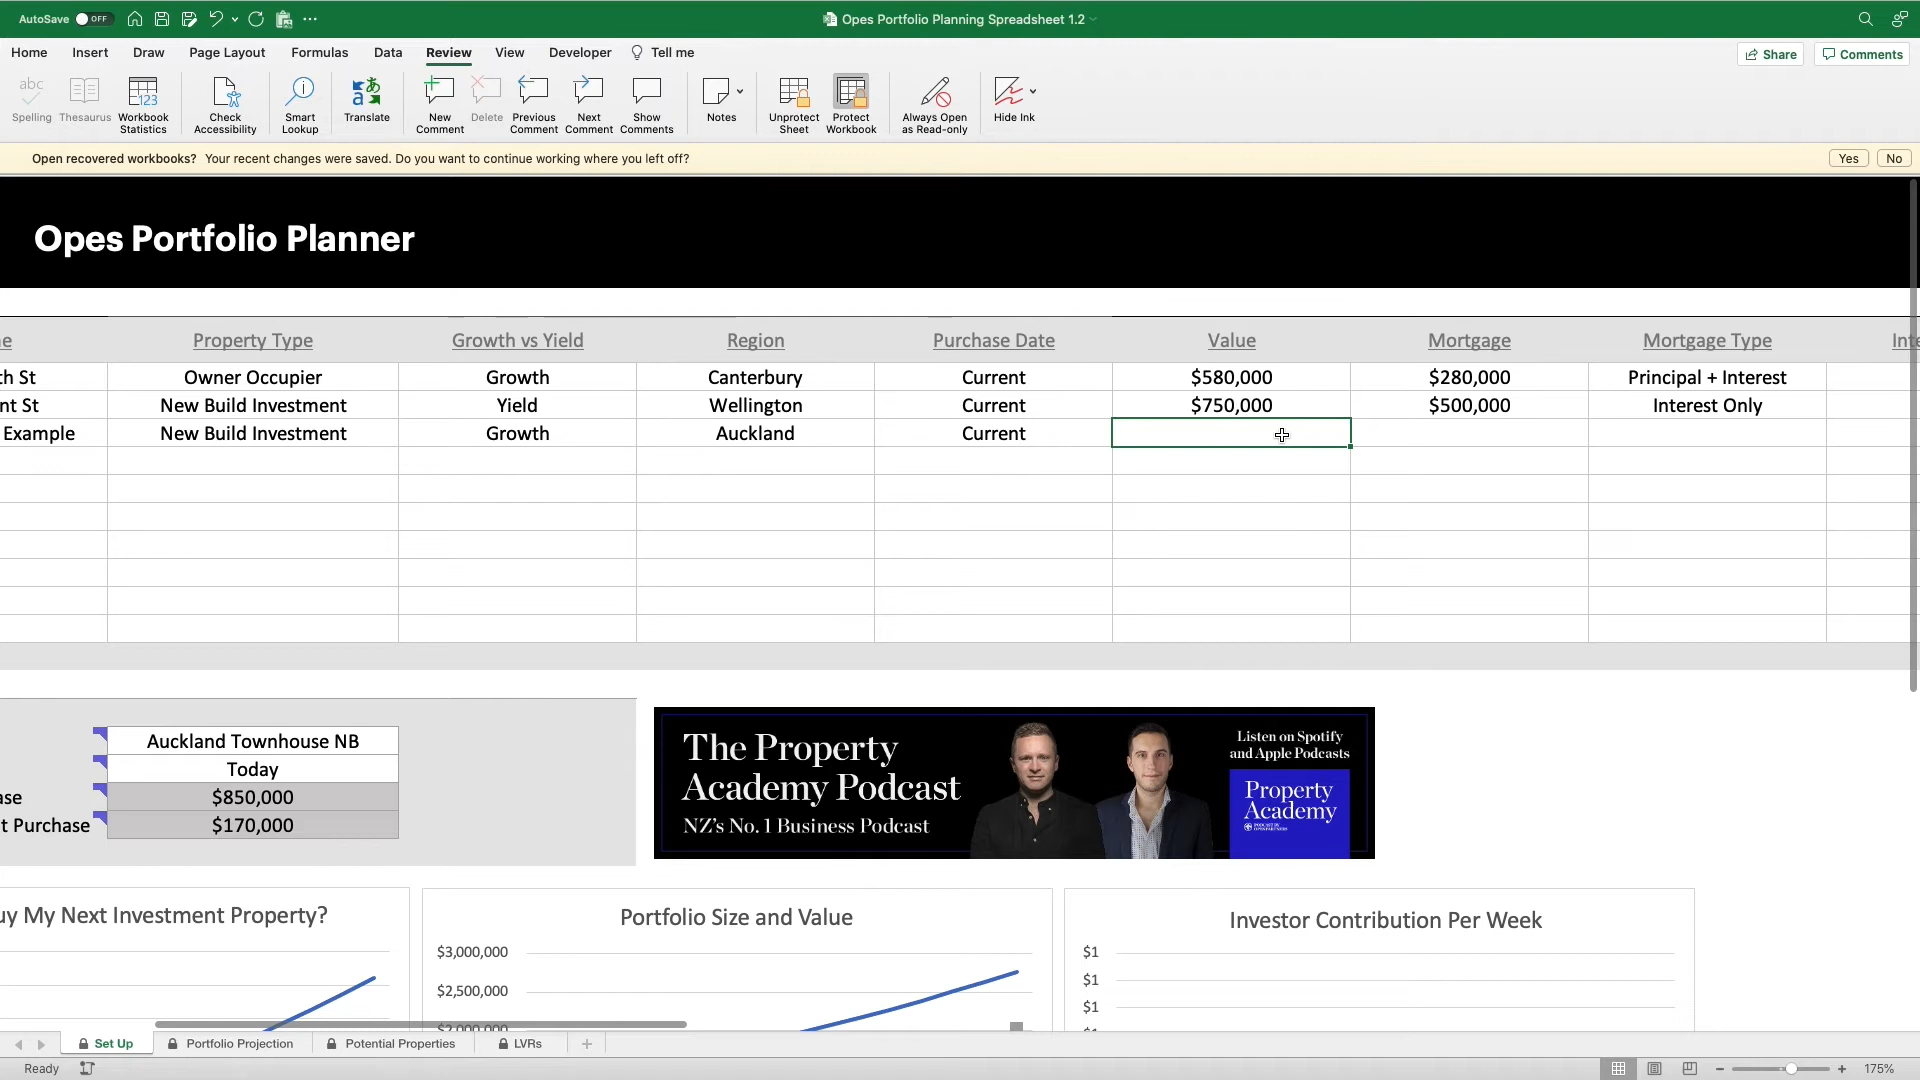 AutoSave OFF
Opes Portfolio Planning Spreadsheet 1.2
Home Insert Draw Page Layout Formulas Data Review View Developer Tell me
Share Comments
abc
123
Spelling
Thesaurus
Workbook
Statistics
Check
Accessibility
Smart
Lookup
Translate
New
Comment
Delete
Previous
Comment
Next
Comment
Show
Comments
Notes
Unprotect
Sheet
Protect
Workbook
Always Open
as Read-only
Hide Ink
Open recovered workbooks? Your recent changes were saved. Do you want to continue working where you left off? Yes No
Opes Portfolio Planner
e Property Type Growth vs Yield Region Purchase Date Value Mortgage Mortgage Type Inte
th St Owner Occupier Growth Canterbury Current $580,000 $280,000 Principal + Interest
nt St New Build Investment Yield Wellington Current $750,000 $500,000 Interest Only
Example New Build Investment Growth Auckland Current
Auckland Townhouse NB
Today
ase $850,000
t Purchase $170,000
The Property
Academy Podcast
NZ's No. 1 Business Podcast
Listen on Spotify
and Apple Podcasts
Property
Academy
uy My Next Investment Property?
Portfolio Size and Value
$3,000,000
$2,500,000
$2,000,000
Investor Contribution Per Week
$1
$1
$1
$1
Set Up Portfolio Projection Potential Properties LVRs
Ready
175%